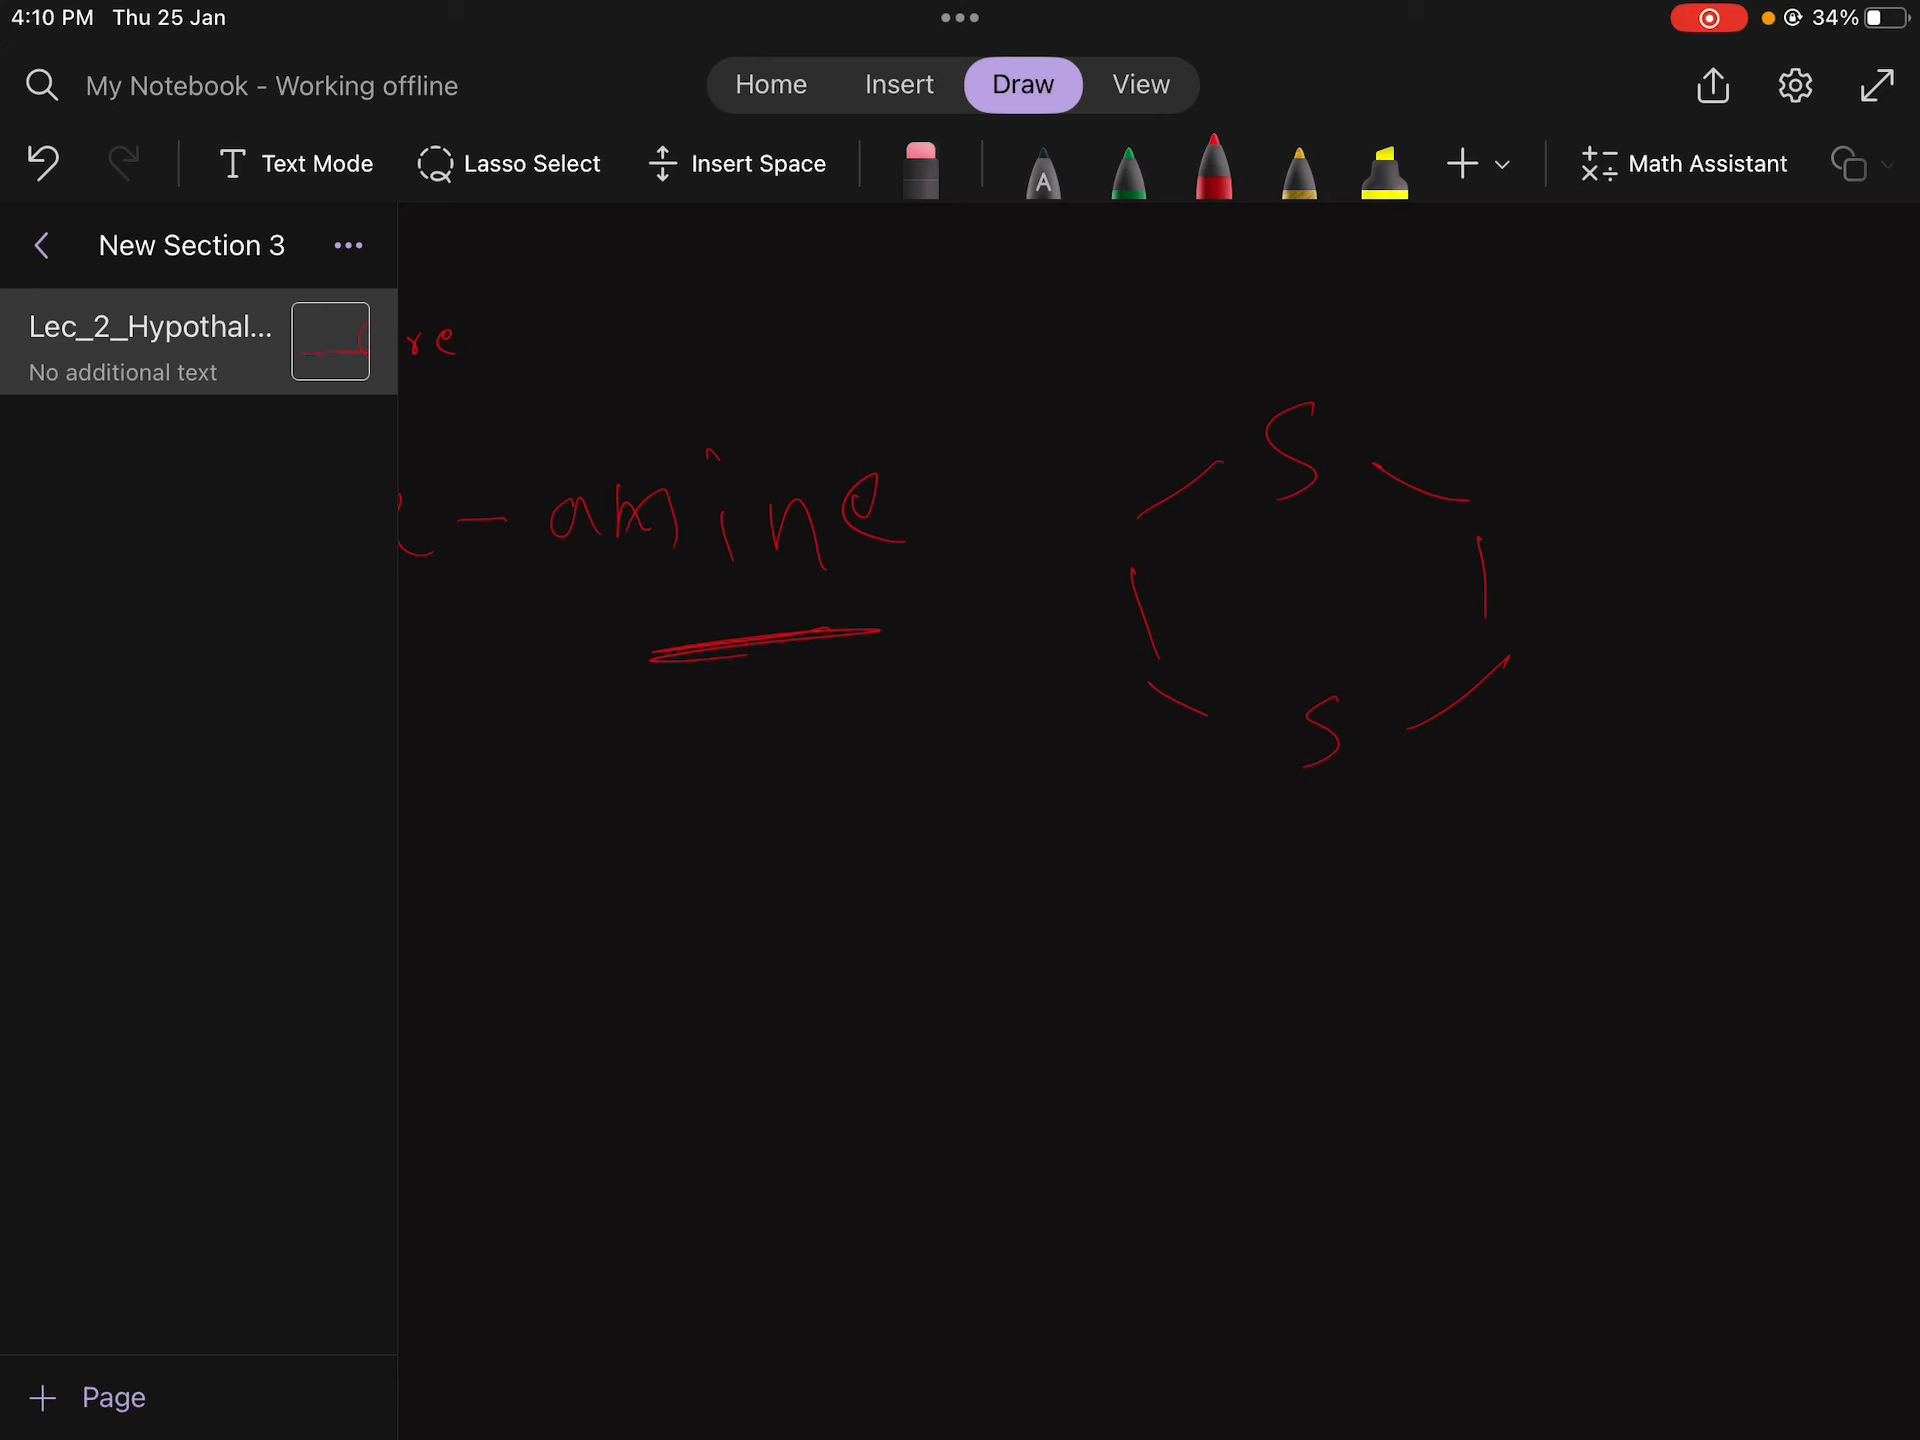 4:10 PM Thu 25 Jan
34%
My Notebook - Working offline
Home Insert Draw View
Text Mode Lasso Select Insert Space A Math Assistant
New Section 3
Lec_2_Hypothal...
No additional text
re
e - amine
S
S
Page